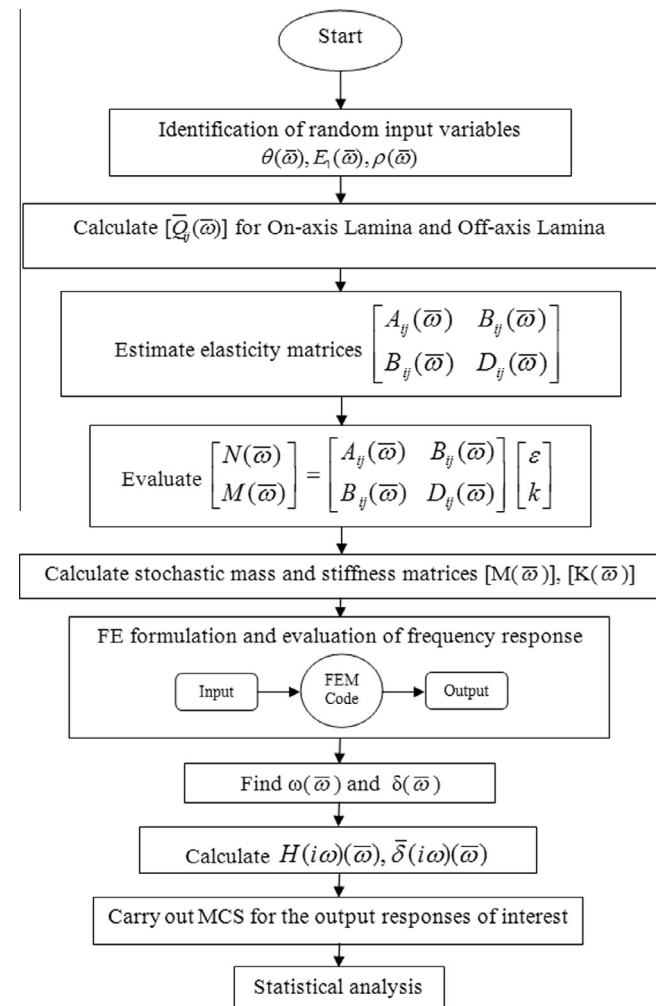 Start
Identification of random input variables
θ(ω̅), E₁(ω̅), ρ(ω̅)
Calculate [Q̅ᵢⱼ(ω̅)] for On-axis Lamina and Off-axis Lamina
Estimate elasticity matrices [Aᵢⱼ(ω̅) Bᵢⱼ(ω̅)
Bᵢⱼ(ω̅) Dᵢⱼ(ω̅)]
Evaluate [N(ω̅) M(ω̅)] = [Aᵢⱼ(ω̅) Bᵢⱼ(ω̅)
Bᵢⱼ(ω̅) Dᵢⱼ(ω̅)] [ε k]
Calculate stochastic mass and stiffness matrices [M(ω̅)], [K(ω̅)]
FE formulation and evaluation of frequency response
Input
FEM
Code
Output
Find ω(ω̅) and δ(ω̅)
Calculate H(iω)(ω̅), δ̅(iω)(ω̅)
Carry out MCS for the output responses of interest
Statistical analysis